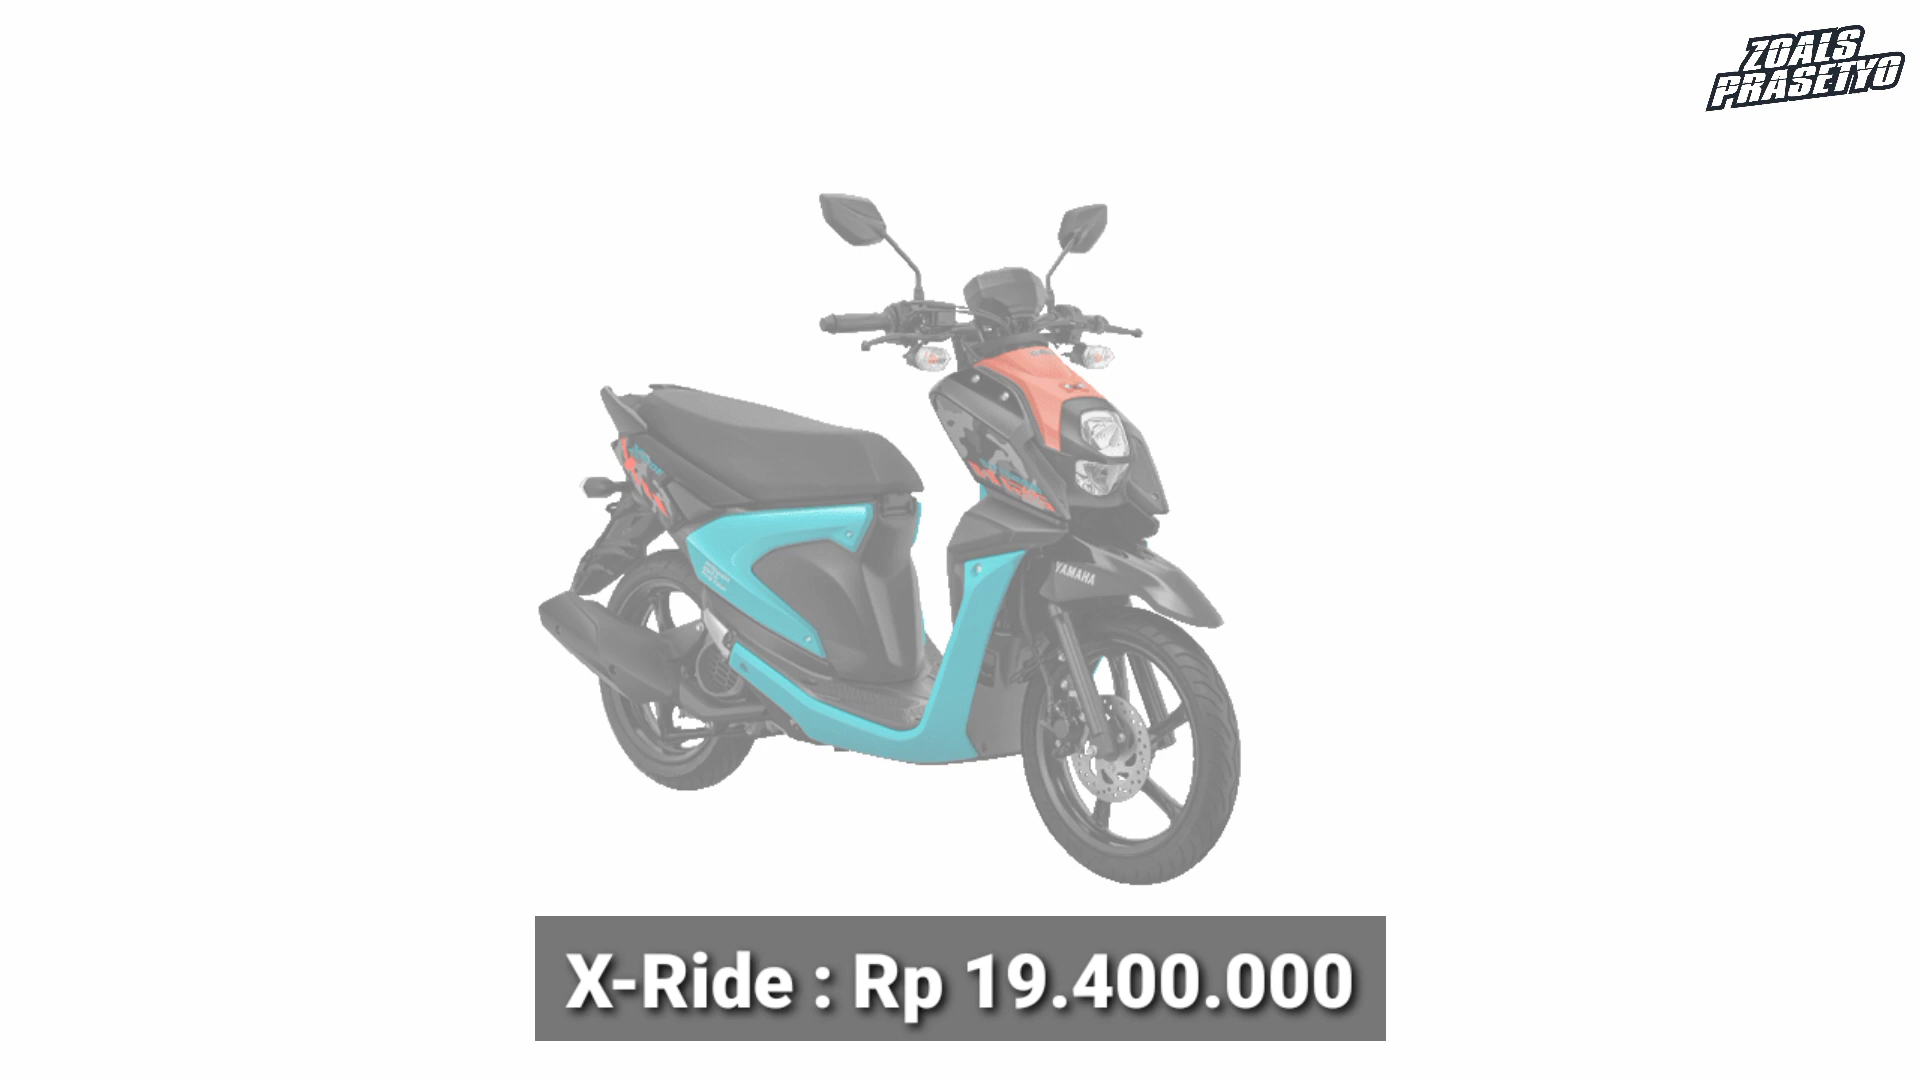 ZOALS
PRASETYO
YAMAHA
X-Ride : Rp 19.400.000